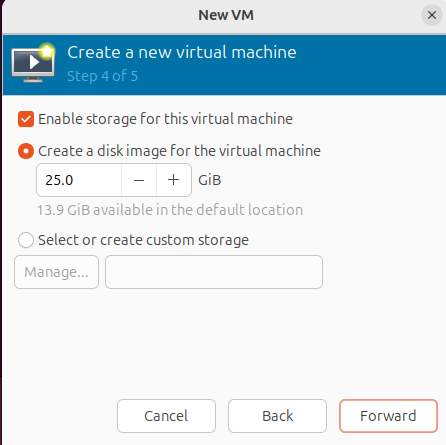 New VM
Create a new virtual machine
Step 4 of 5
Enable storage for this virtual machine
Create a disk image for the virtual machine
25.0 − + GiB
13.9 GiB available in the default location
Select or create custom storage
Manage...
Cancel Back Forward